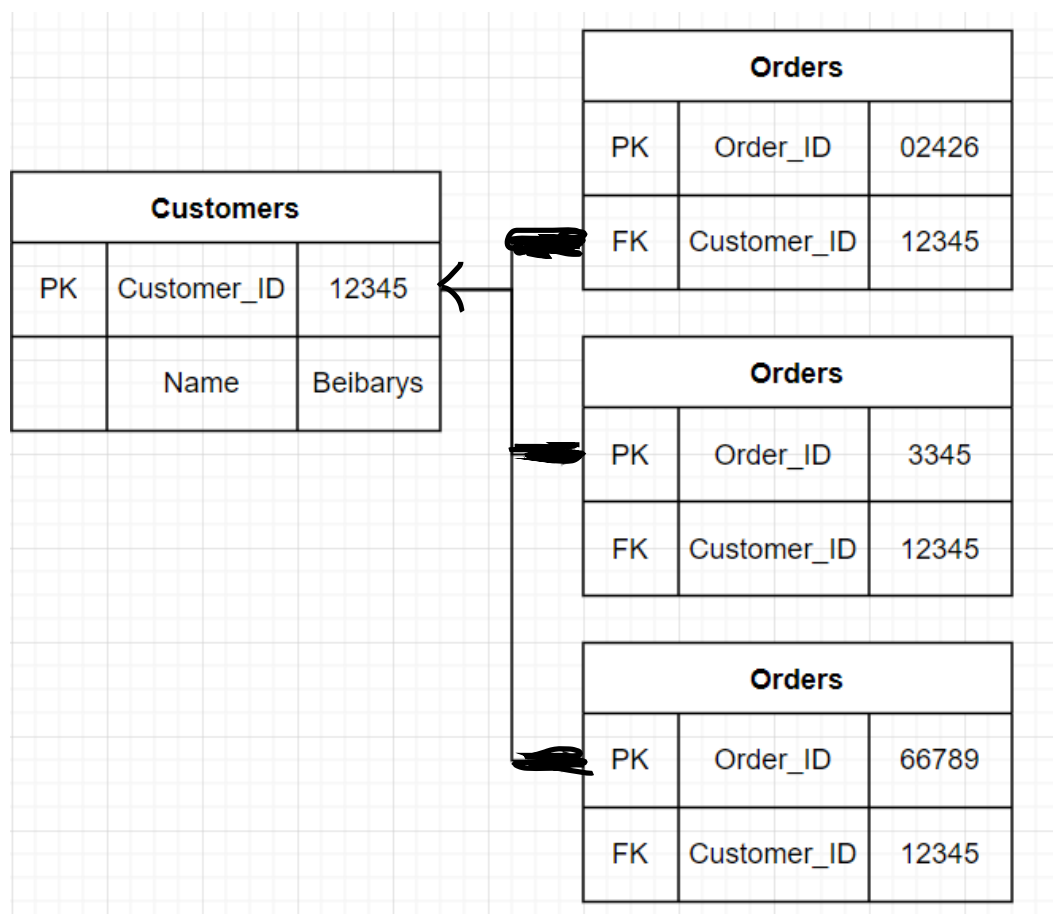 Customers
PK Customer_ID 12345
Name Beibarys
Orders
PK Order_ID 02426
FK Customer_ID 12345
Orders
PK Order_ID 3345
FK Customer_ID 12345
Orders
PK Order_ID 66789
FK Customer_ID 12345